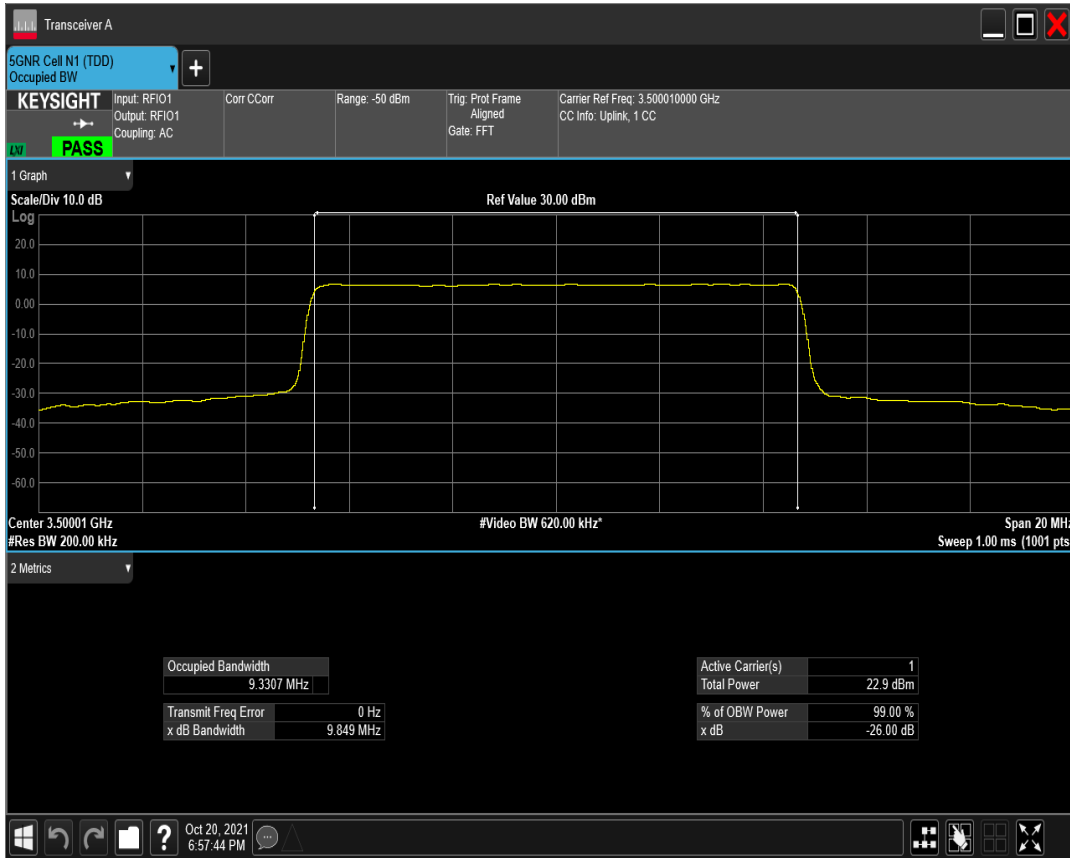 Transceiver A
5GNR Cell N1 (TDD)
Occupied BW
+
KEYSIGHT
LXI
PASS
Input: RFIO1
Output: RFIO1
Coupling: AC
Corr CCorr
Range: -50 dBm
Trig: Prot Frame
Aligned
Gate: FFT
Carrier Ref Freq: 3.500010000 GHz
CC Info: Uplink, 1 CC
1 Graph
Scale/Div 10.0 dB
Ref Value 30.00 dBm
Log
20.0
10.0
0.00
-10.0
-20.0
-30.0
-40.0
-50.0
-60.0
Center 3.50001 GHz
#Video BW 620.00 kHz*
Span 20 MHz
#Res BW 200.00 kHz
Sweep 1.00 ms (1001 pts
2 Metrics
Occupied Bandwidth
9.3307 MHz
Transmit Freq Error 0 Hz
x dB Bandwidth 9.849 MHz
Active Carrier(s) 1
Total Power 22.9 dBm
% of OBW Power 99.00 %
x dB -26.00 dB
?
Oct 20, 2021
6:57:44 PM